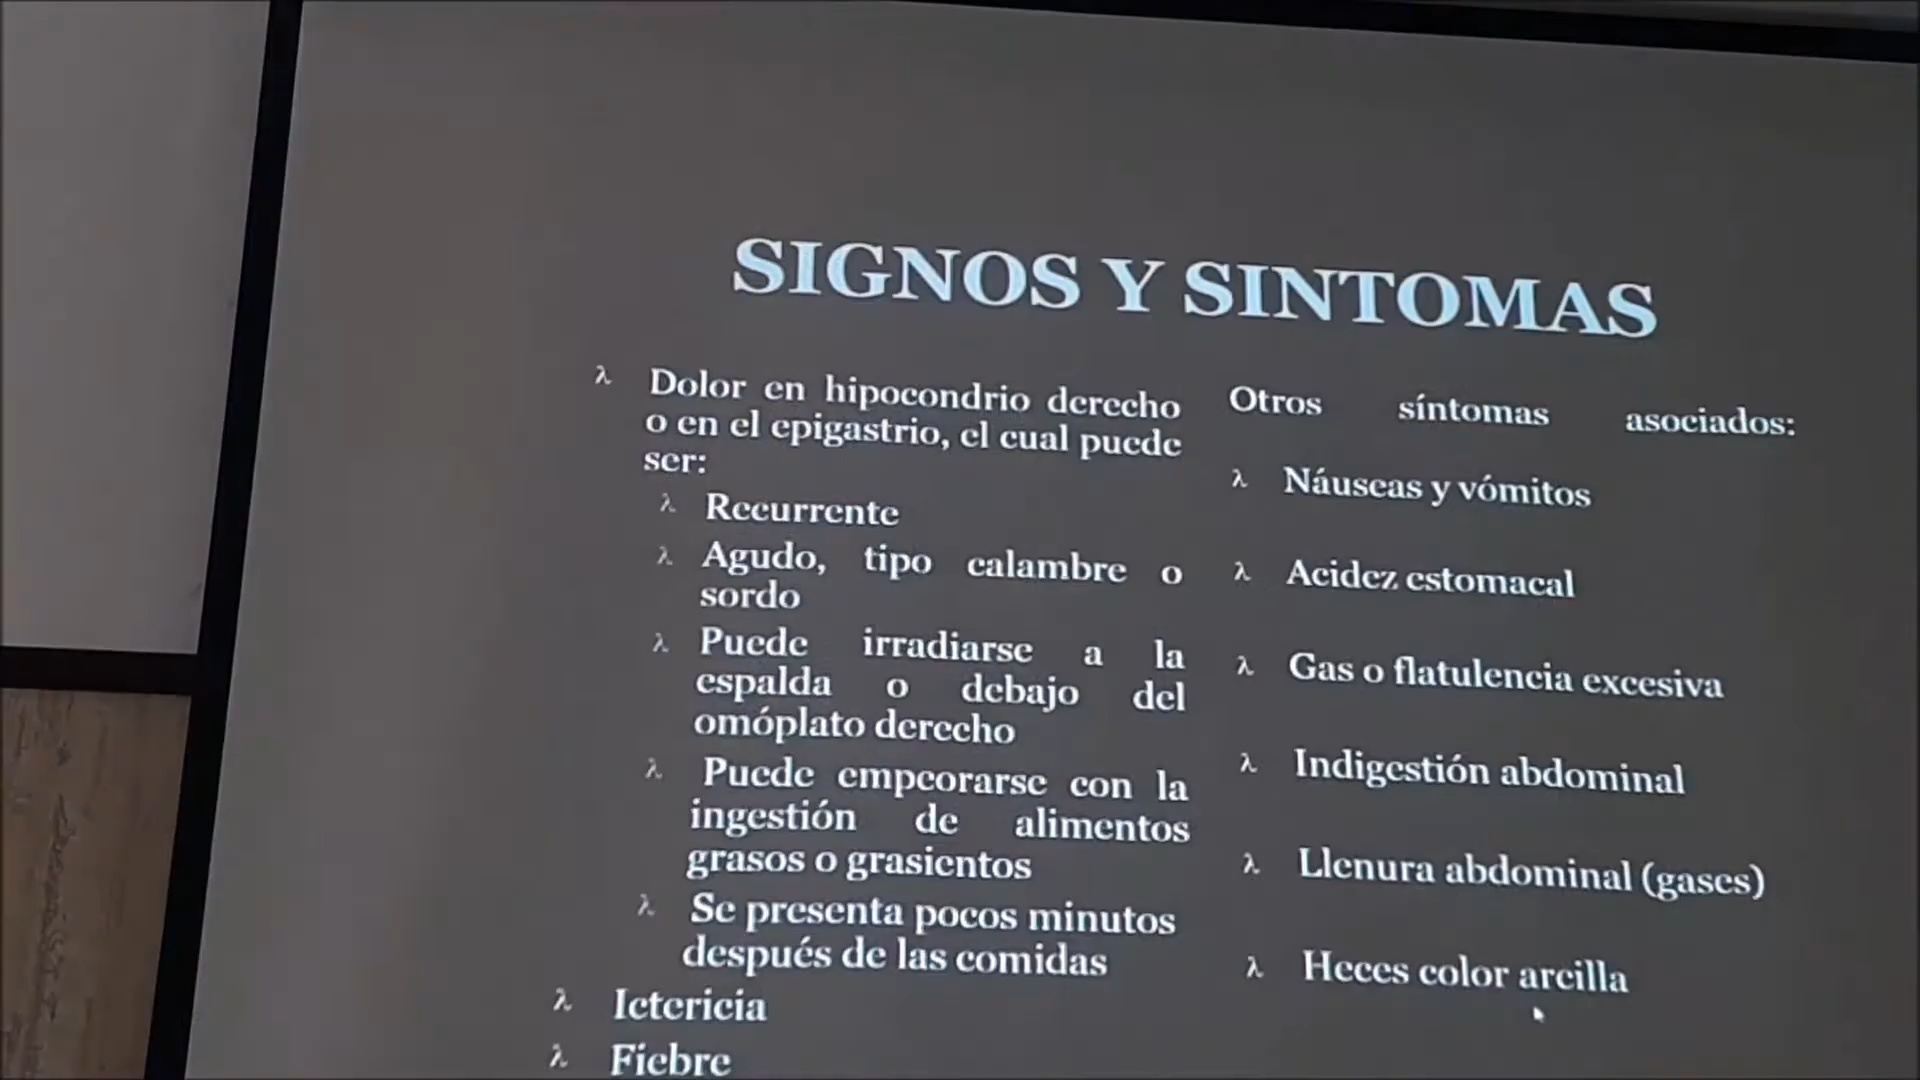 SIGNOS Y SINTOMAS
λ Dolor en hipocondrio derecho
o en el epigastrio, el cual puede
ser:
λ Recurrente
λ Agudo, tipo calambre o
sordo
λ Puede irradiarse a la
espalda o debajo del
omóplato derecho
λ Puede empeorarse con la
ingestión de alimentos
grasos o grasientos
λ Se presenta pocos minutos
después de las comidas
λ Ictericia
λ Fiebre
Otros síntomas asociados:
λ Náuseas y vómitos
λ Acidez estomacal
λ Gas o flatulencia excesiva
λ Indigestión abdominal
λ Llenura abdominal (gases)
λ Heces color arcilla